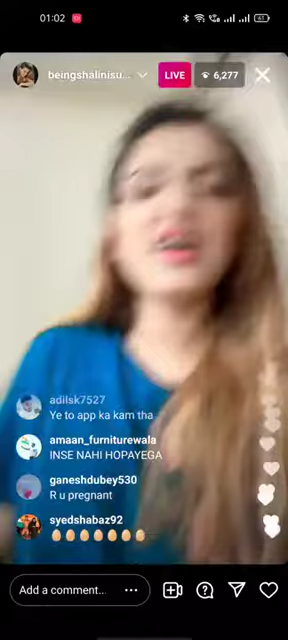 01:02
61
beingshalinisu...
LIVE
6,277
adilsk7527
Ye to app ka kam tha
amaan_furniturewala
INSE NAHI HOPAYEGA
ganeshdubey530
R u pregnant
syedshabaz92
Add a comment...